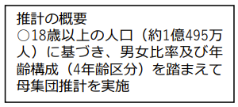 推計の概要
○18歳以上の人口（約1億495万
人）に基づき、男女比率及び年
齢構成（4年齢区分）を踏まえて
母集団推計を実施